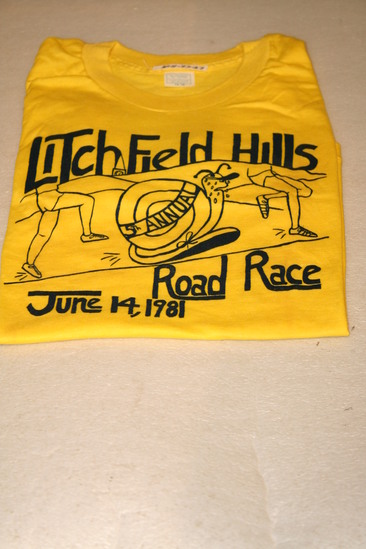 LITchField Hills
5th ANNUAL
Road Race
June 14, 1981